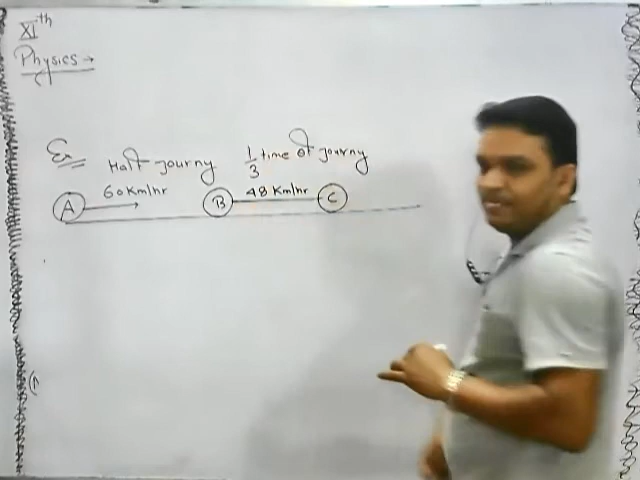 XIth
Physics →
Ex Half journy 1/3 time of journy
60 Km/hr 48 Km/hr
A B C